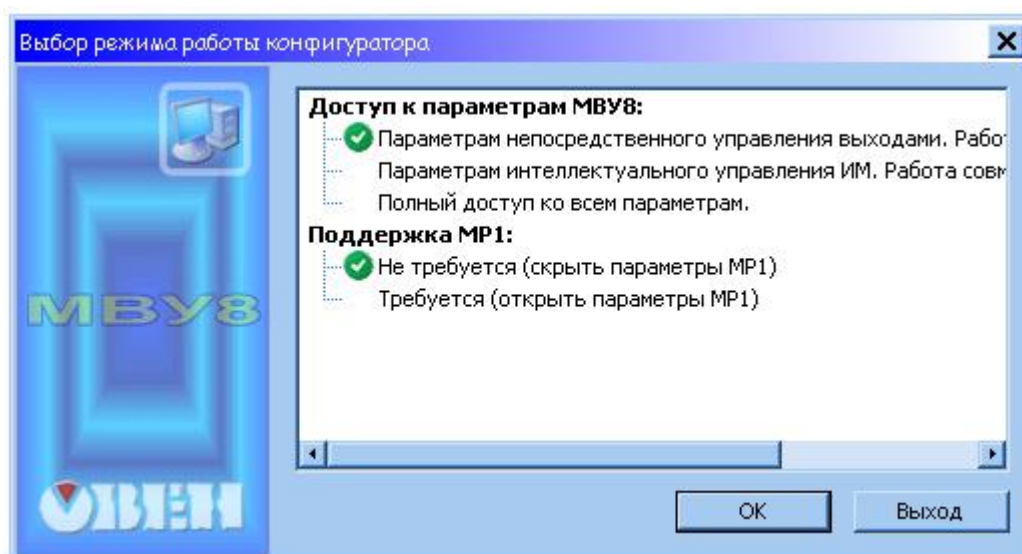 Выбор режима работы конфигуратора
Доступ к параметрам МВУ8:
Параметрам непосредственного управления выходами. Рабо
Параметрам интеллектуального управления ИМ. Работа совм
Полный доступ ко всем параметрам.
Поддержка МР1:
Не требуется (скрыть параметры МР1)
Требуется (открыть параметры МР1)
МВУ8
ОВЕН
ОК
Выход